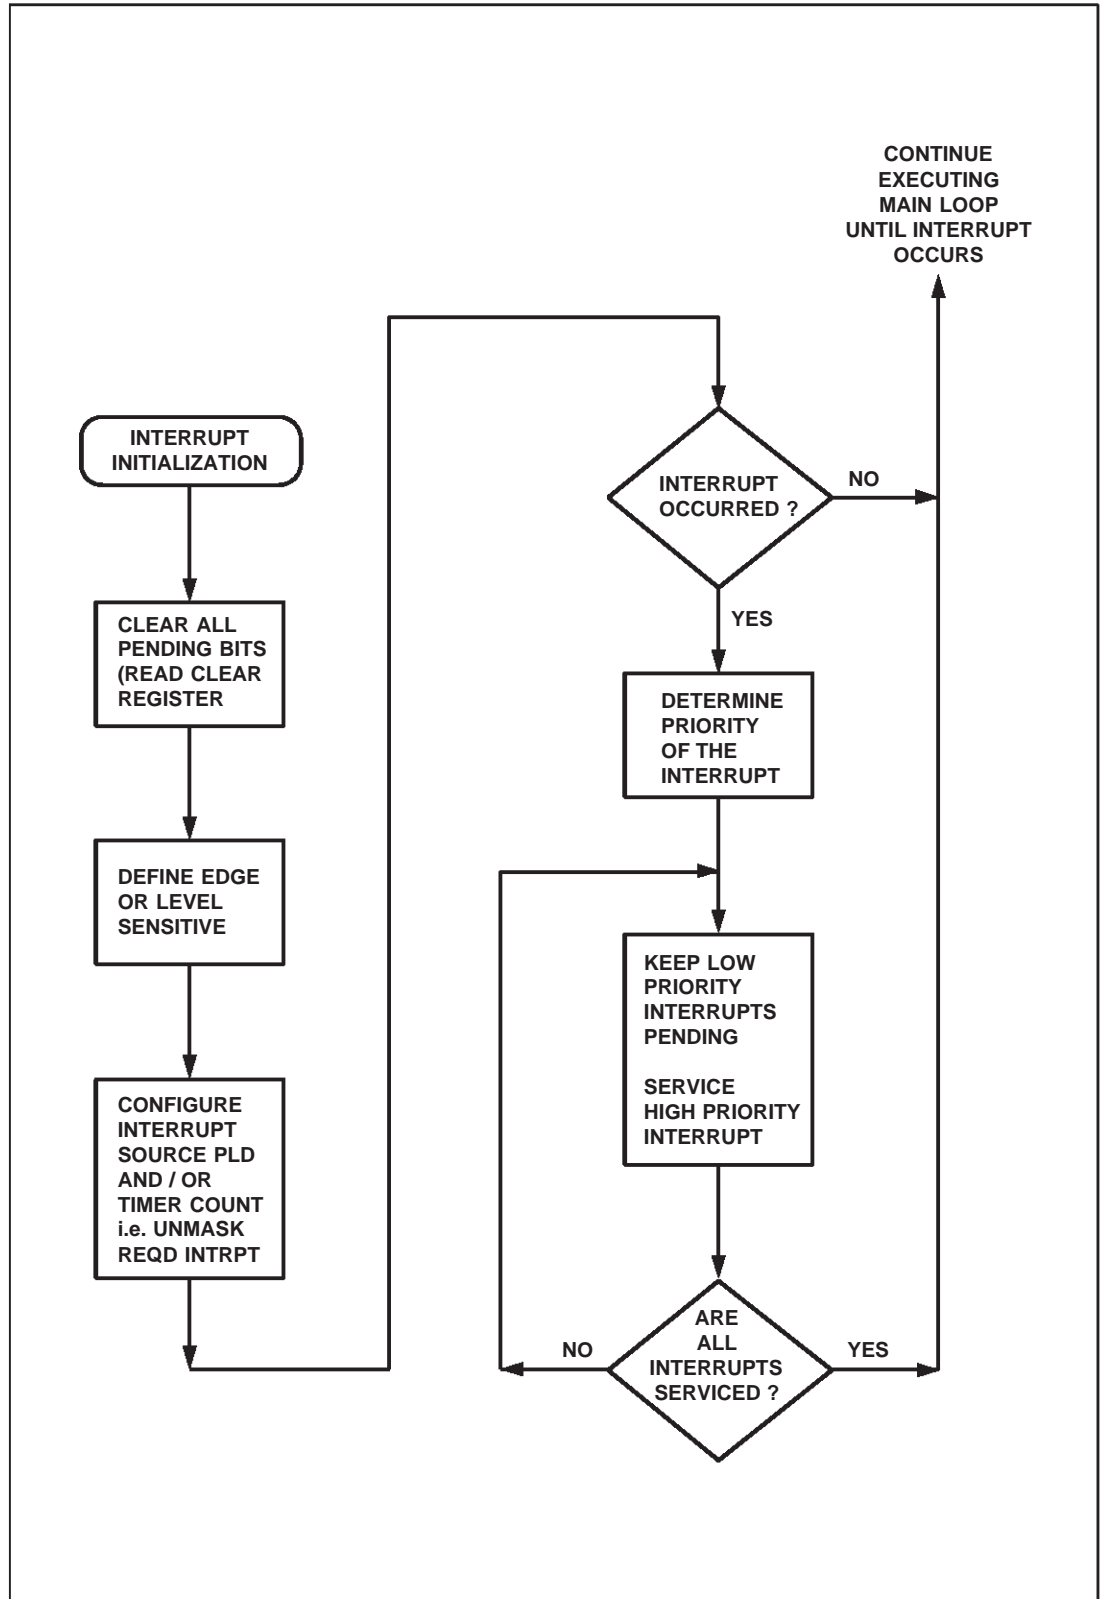 INTERRUPT
INITIALIZATION
CLEAR ALL
PENDING BITS
(READ CLEAR
REGISTER
DEFINE EDGE
OR LEVEL
SENSITIVE
CONFIGURE
INTERRUPT
SOURCE PLD
AND / OR
TIMER COUNT
i.e. UNMASK
REQD INTRPT
INTERRUPT
OCCURRED ?
NO
YES
CONTINUE
EXECUTING
MAIN LOOP
UNTIL INTERRUPT
OCCURS
DETERMINE
PRIORITY
OF THE
INTERRUPT
KEEP LOW
PRIORITY
INTERRUPTS
PENDING
SERVICE
HIGH PRIORITY
INTERRUPT
ARE
ALL
INTERRUPTS
SERVICED ?
NO
YES